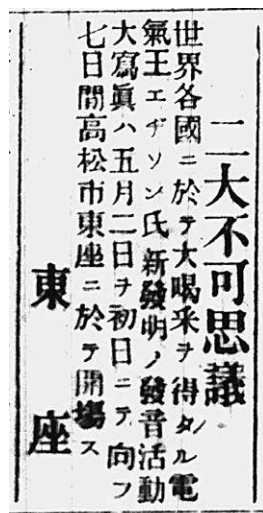 二大不可思議
世界各國ニ於テ大喝采ヲ得タル電
氣王エヂソン氏新發明ノ發音活動
大寫眞ハ五月二日ヲ初日ニテ向フ
七日間高松市東座ニ於テ開場ス
東座